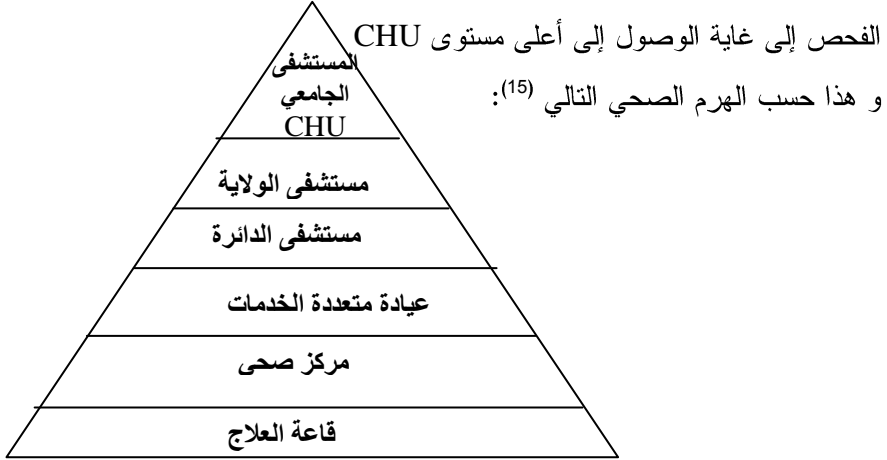 الفحص إلى غاية الوصول إلى أعلى مستوى CHU
و هذا حسب الهرم الصحي التالي (15):
المستشفى
الجامعي
CHU
مستشفى الولاية
مستشفى الدائرة
عيادة متعددة الخدمات
مركز صحى
قاعة العلاج